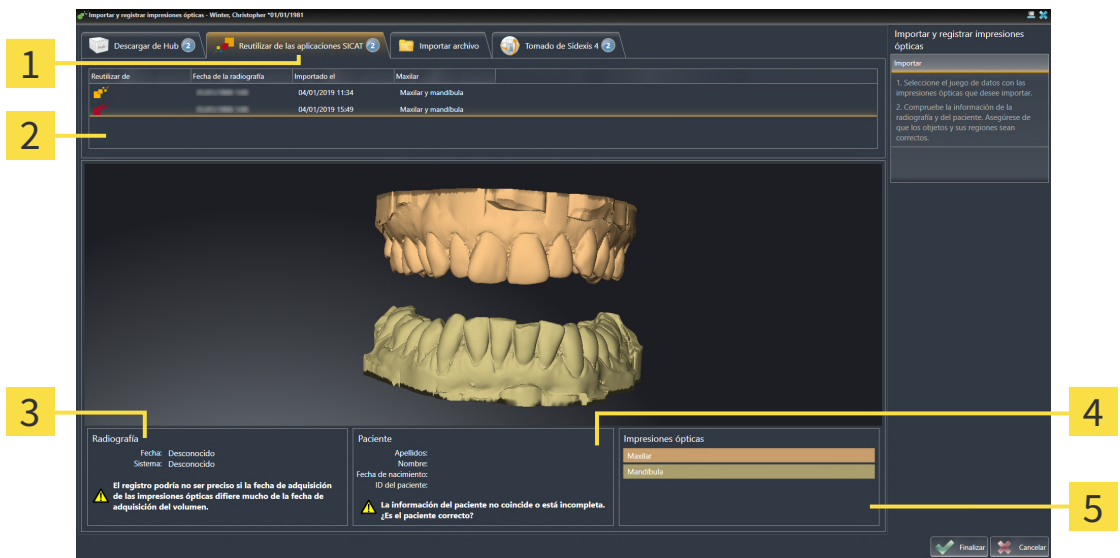 Importar y registrar impresiones ópticas - Winter, Christopher *01/01/1981
Descargar de Hub 2
Reutilizar de las aplicaciones SICAT 2
Importar archivo
Tomado de Sidexis 4 2
1
Reutilizar de Fecha de la radiografía Importado el Maxilar
04/01/2019 11:34 Maxilar y mandíbula
04/01/2019 15:49 Maxilar y mandíbula
2
Importar y registrar impresiones
ópticas
Importar
1. Seleccione el juego de datos con las
impresiones ópticas que desee importar.
2. Compruebe la información de la
radiografía y del paciente. Asegúrese de
que los objetos y sus regiones sean
correctos.
3
Radiografía
Fecha: Desconocido
Sistema: Desconocido
El registro podría no ser preciso si la fecha de adquisición
de las impresiones ópticas difiere mucho de la fecha de
adquisición del volumen.
Paciente
Apellidos:
Nombre:
Fecha de nacimiento:
ID del paciente:
La información del paciente no coincide o está incompleta.
¿Es el paciente correcto?
4
Impresiones ópticas
Maxilar
Mandíbula
5
Finalizar
Cancelar